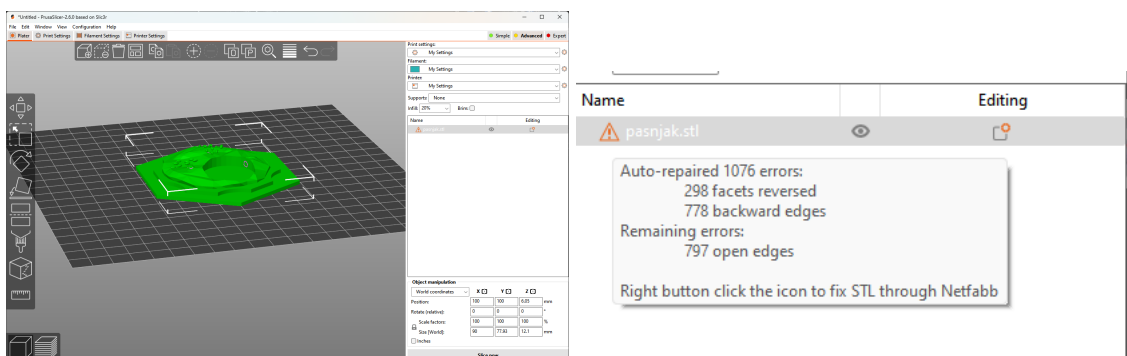 *Untitled - PrusaSlicer-2.6.0 based on Slic3r
File Edit Window View Configuration Help
Plater Print Settings Filament Settings Printer Settings
Simple Advanced Expert
Print settings:
My Settings
Filament:
My Settings
Printer:
My Settings
Supports: None
Infill: 20% Brim:
Name Editing
pasnjak.stl
Object manipulation
World coordinates X Y Z
Position: 100 100 6.05 mm
Rotate (relative): 0 0 0 °
Scale factors: 100 100 100 %
Size [World]: 90 77.93 12.1 mm
Inches
Slice now
Name Editing
pasnjak.stl
Auto-repaired 1076 errors:
298 facets reversed
778 backward edges
Remaining errors:
797 open edges
Right button click the icon to fix STL through Netfabb